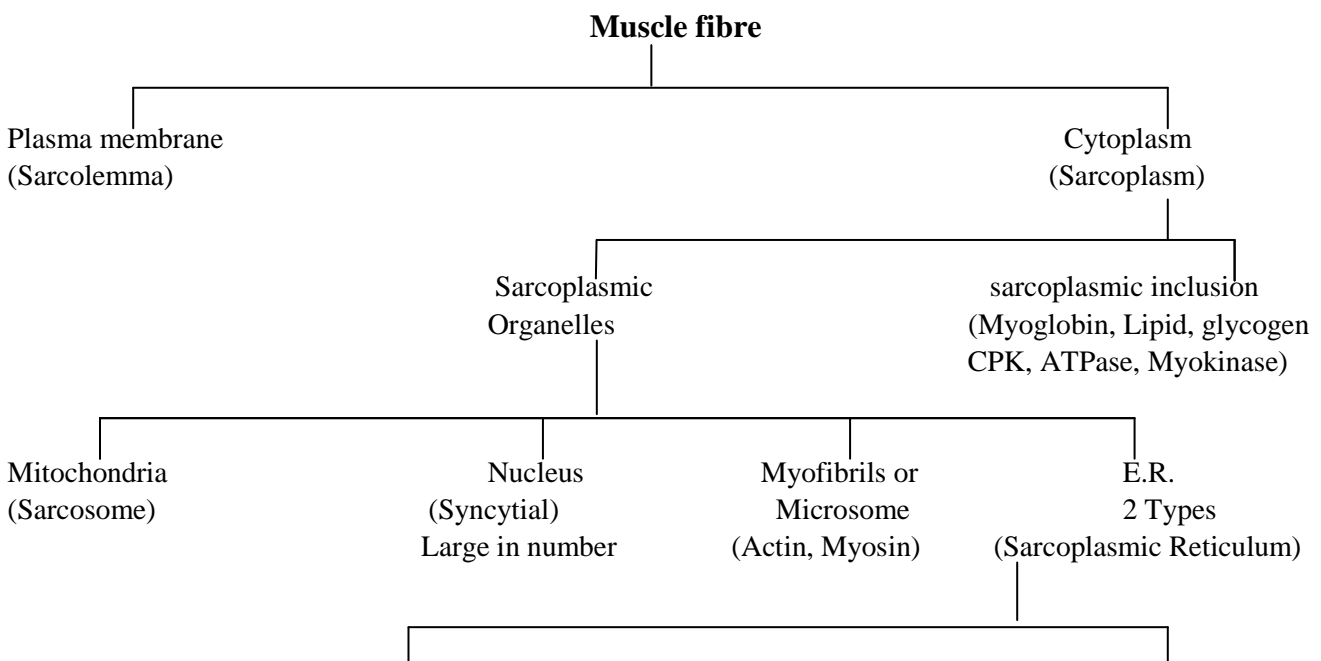 Muscle fibre
Plasma membrane
(Sarcolemma)
Cytoplasm
(Sarcoplasm)
Sarcoplasmic
Organelles
sarcoplasmic inclusion
(Myoglobin, Lipid, glycogen
CPK, ATPase, Myokinase)
Mitochondria
(Sarcosome)
Nucleus
(Syncytial)
Large in number
Myofibrils or
Microsome
(Actin, Myosin)
E.R.
2 Types
(Sarcoplasmic Reticulum)